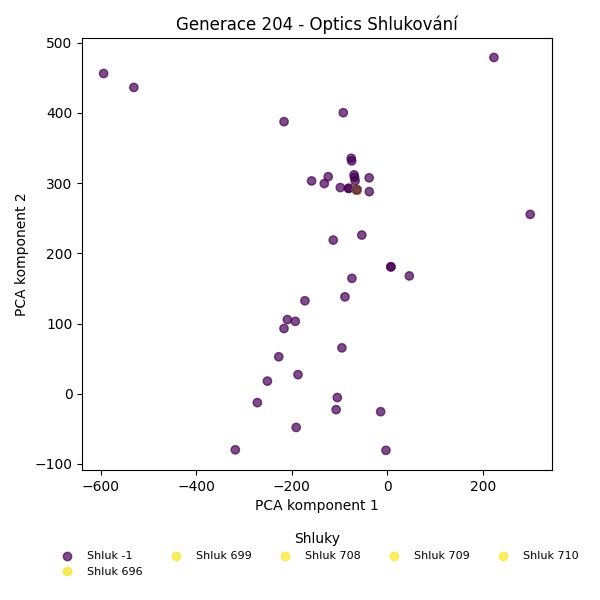 Generace 204 - Optics Shlukování
PCA komponent 2
500
400
300
200
100
0
−100
−600
−400
−200
0
200
PCA komponent 1
Shluky
Shluk -1
Shluk 699
Shluk 708
Shluk 709
Shluk 710
Shluk 696